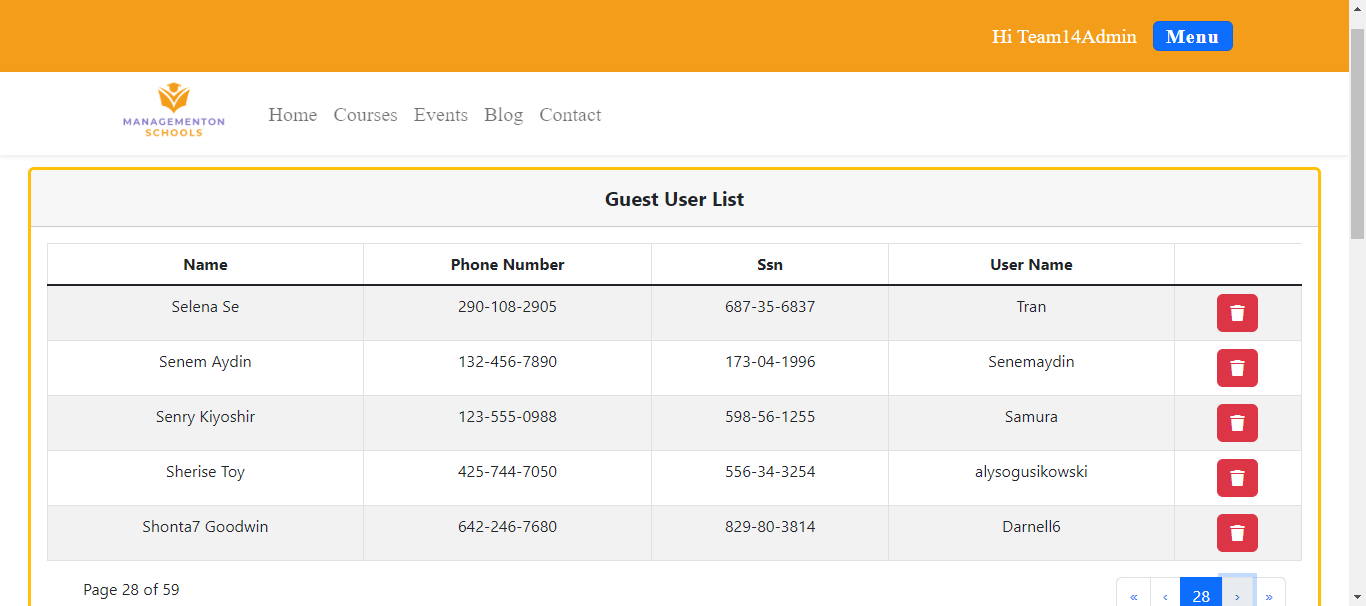 Hi Team14Admin Menu
MANAGEMENTON
SCHOOLS
Home Courses Events Blog Contact
Guest User List
Name Phone Number Ssn User Name
Selena Se 290-108-2905 687-35-6837 Tran
Senem Aydin 132-456-7890 173-04-1996 Senemaydin
Senry Kiyoshir 123-555-0988 598-56-1255 Samura
Sherise Toy 425-744-7050 556-34-3254 alysogusikowski
Shonta7 Goodwin 642-246-7680 829-80-3814 Darnell6
Page 28 of 59 « ‹ 28 › »